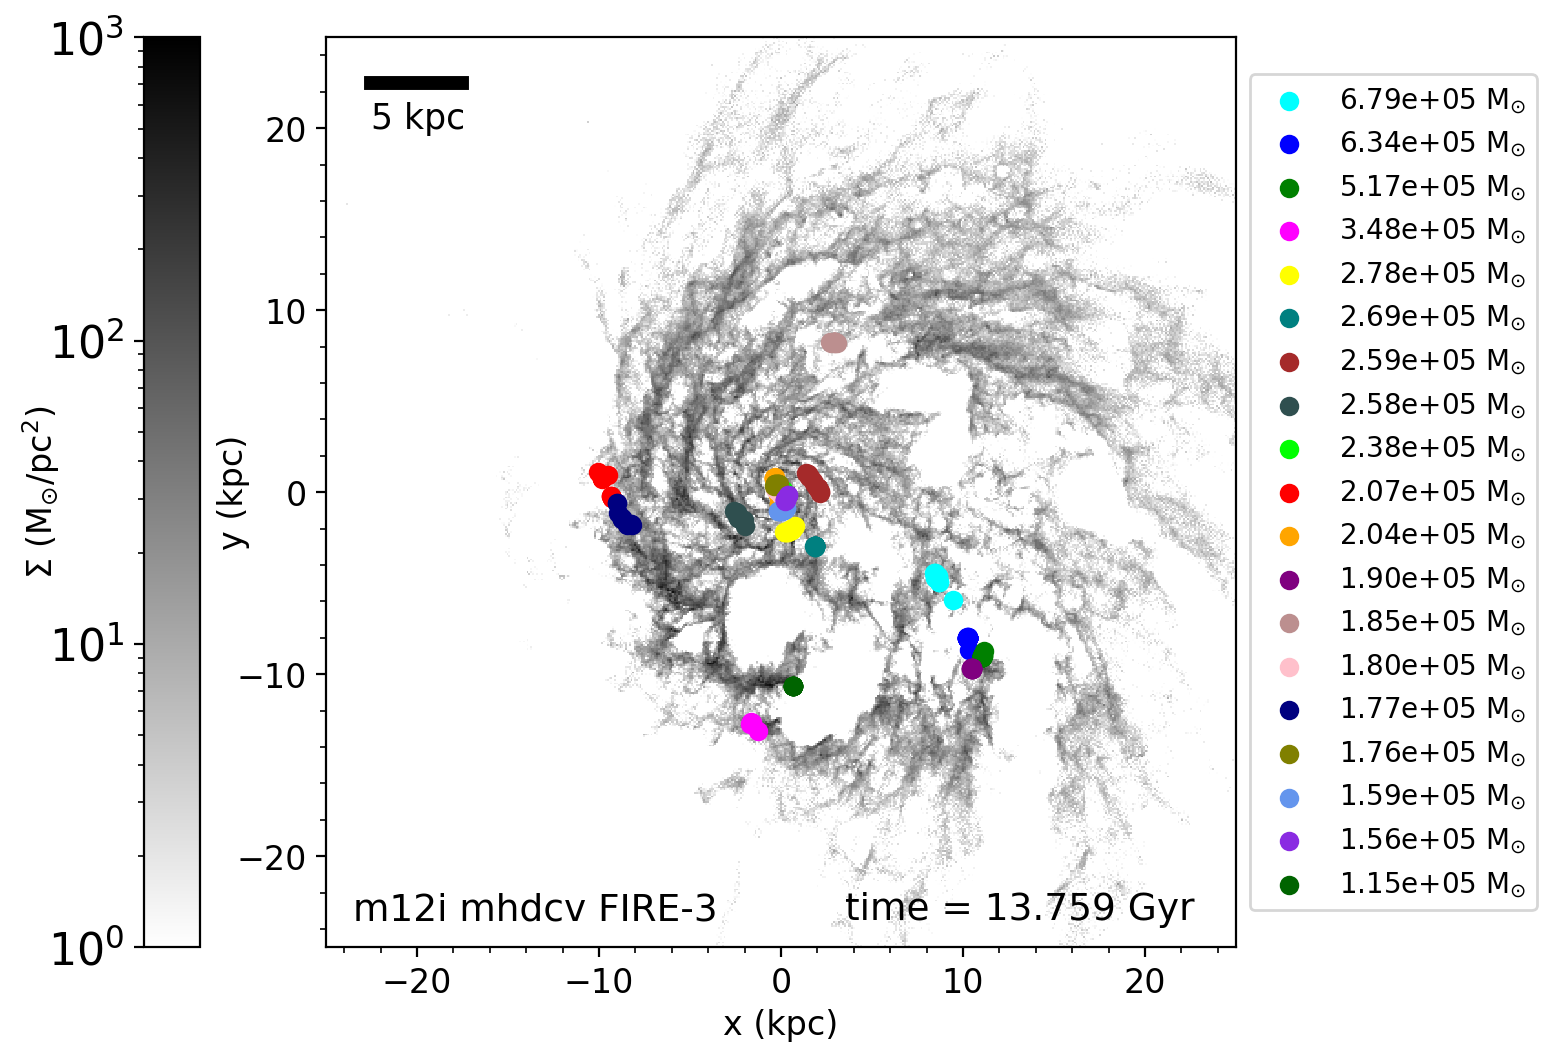 10³
10²
10¹
10⁰
Σ (M⊙/pc²)
y (kpc)
20
10
0
−10
−20
5 kpc
m12i mhdcv FIRE-3
time = 13.759 Gyr
−20
−10
0
10
20
x (kpc)
6.79e+05 M⊙
6.34e+05 M⊙
5.17e+05 M⊙
3.48e+05 M⊙
2.78e+05 M⊙
2.69e+05 M⊙
2.59e+05 M⊙
2.58e+05 M⊙
2.38e+05 M⊙
2.07e+05 M⊙
2.04e+05 M⊙
1.90e+05 M⊙
1.85e+05 M⊙
1.80e+05 M⊙
1.77e+05 M⊙
1.76e+05 M⊙
1.59e+05 M⊙
1.56e+05 M⊙
1.15e+05 M⊙